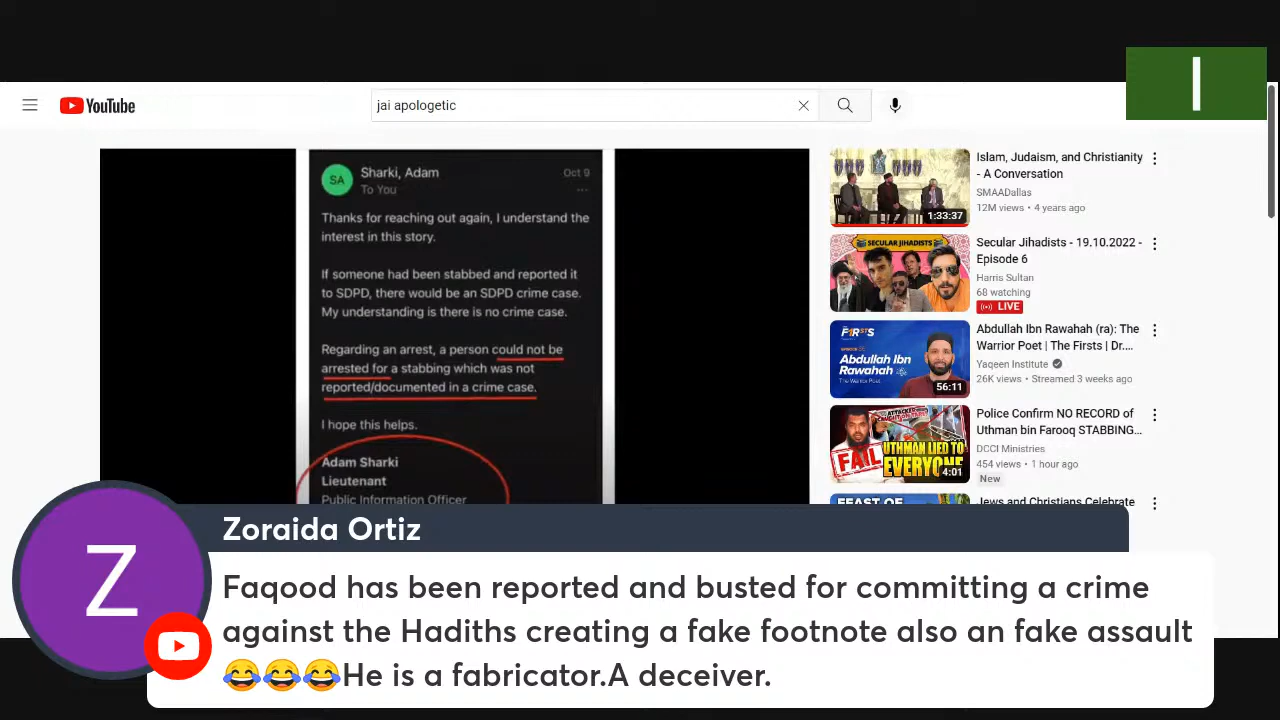 I
YouTube
jai apologetic
SA
Sharki, Adam
Oct 9
To You
Thanks for reaching out again, I understand the
interest in this story.
If someone had been stabbed and reported it
to SDPD, there would be an SDPD crime case.
My understanding is there is no crime case.
Regarding an arrest, a person could not be
arrested for a stabbing which was not
reported/documented in a crime case.
I hope this helps.
Adam Sharki
Lieutenant
Public Information Officer
1:33:37
Islam, Judaism, and Christianity
- A Conversation
SMAADallas
12M views • 4 years ago
SECULAR JIHADISTS
Secular Jihadists - 19.10.2022 -
Episode 6
Harris Sultan
68 watching
LIVE
F1RSTS
Abdullah Ibn
Rawahah
The Warrior Poet
56:11
Abdullah Ibn Rawahah (ra): The
Warrior Poet | The Firsts | Dr....
Yaqeen Institute
26K views • Streamed 3 weeks ago
FAIL
UTHMAN LIED TO
EVERYONE
4:01
Police Confirm NO RECORD of
Uthman bin Farooq STABBING...
DCCI Ministries
454 views • 1 hour ago
New
FEAST OF
Jews and Christians Celebrate
Z
Zoraida Ortiz
Faqood has been reported and busted for committing a crime
against the Hadiths creating a fake footnote also an fake assault
😂😂😂He is a fabricator.A deceiver.